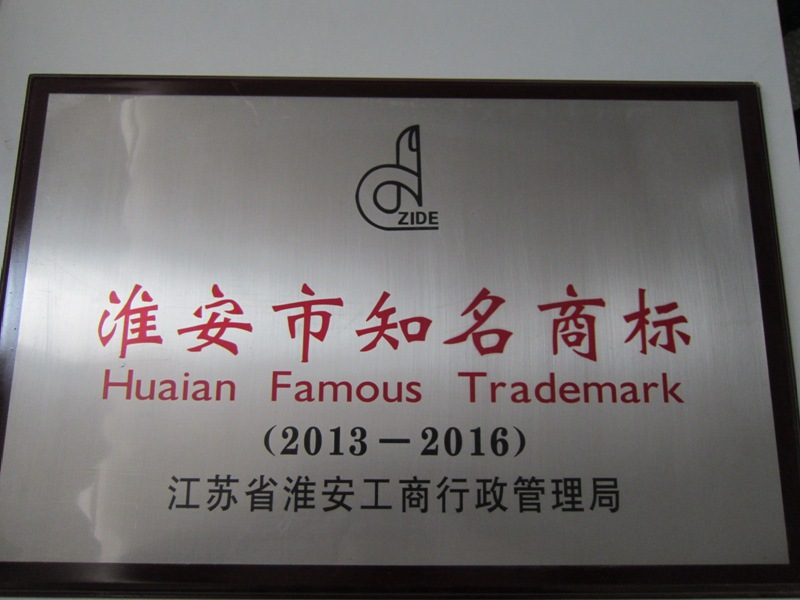 ZIDE
淮安市知名商标
Huaian Famous Trademark
(2013－2016)
江苏省淮安工商行政管理局